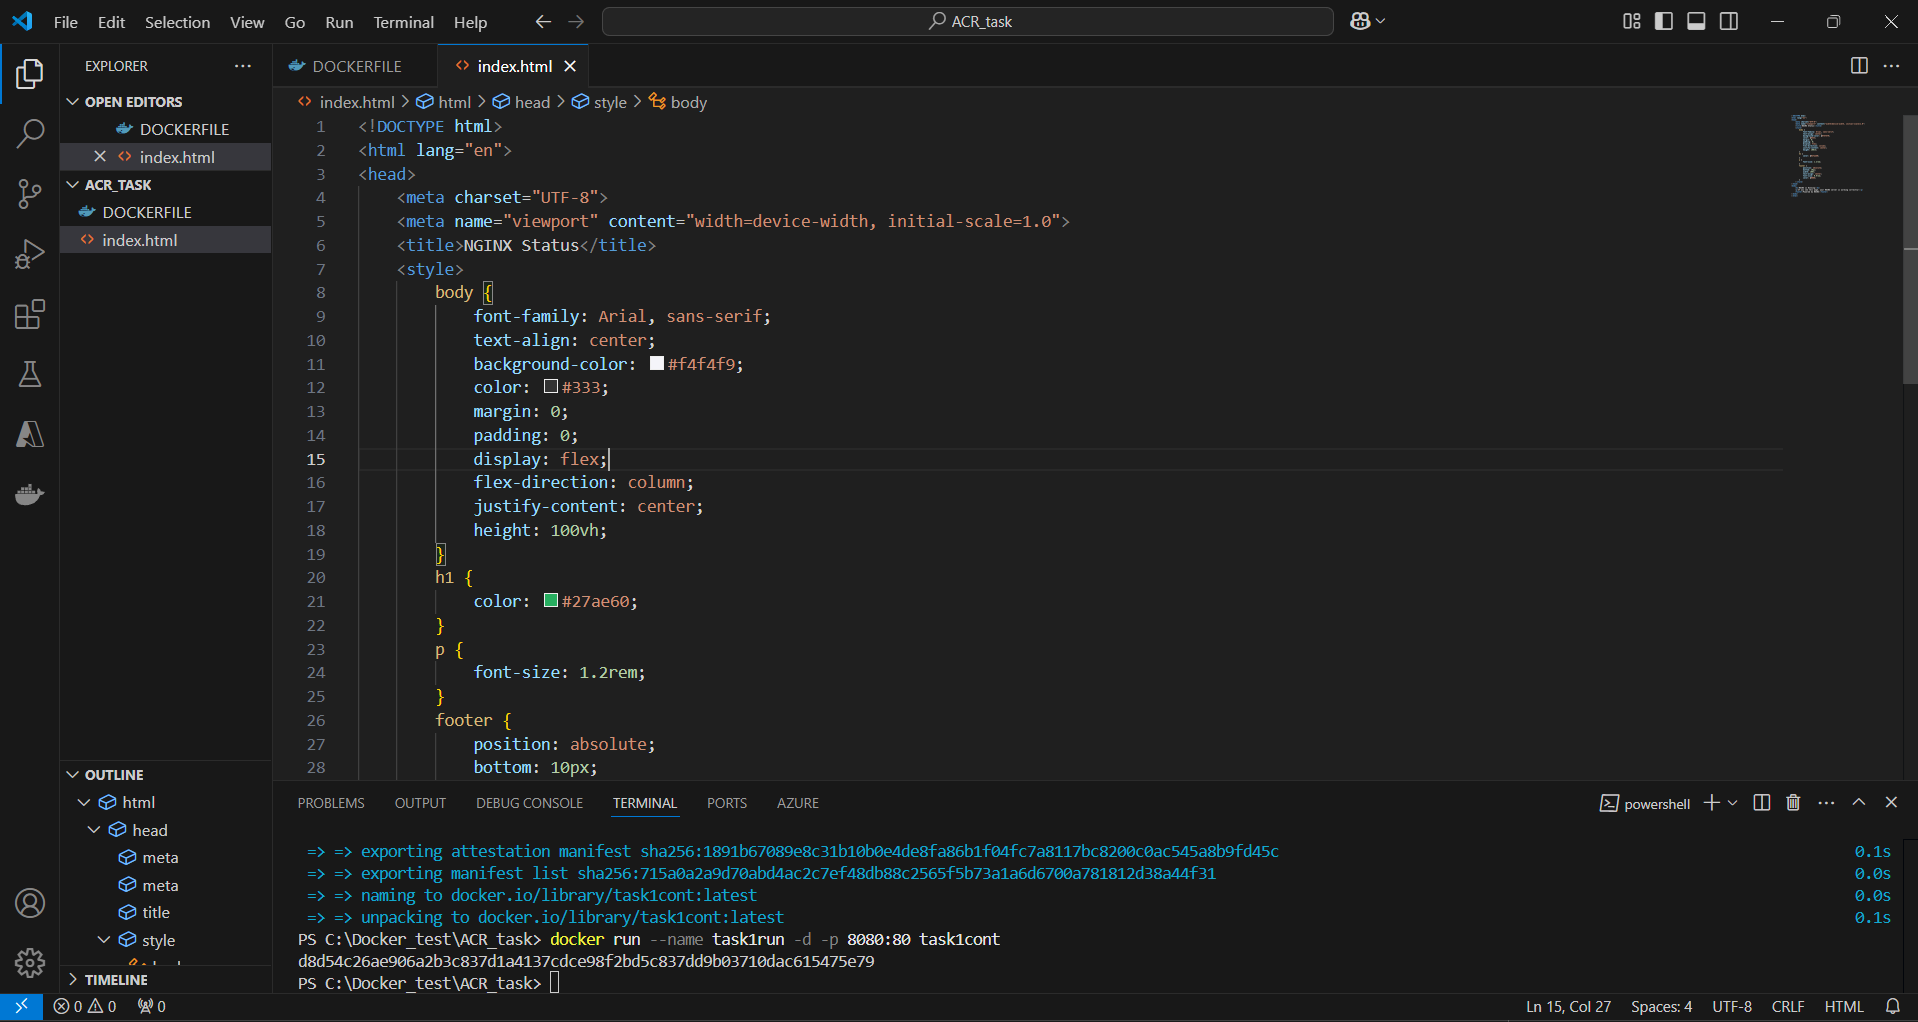 File Edit Selection View Go Run Terminal Help
ACR_task
EXPLORER
OPEN EDITORS
DOCKERFILE
index.html
ACR_TASK
DOCKERFILE
index.html
OUTLINE
html
head
meta
meta
title
style
TIMELINE
DOCKERFILE
index.html
index.html > html > head > style > body
1 <!DOCTYPE html>
2 <html lang="en">
3 <head>
4 <meta charset="UTF-8">
5 <meta name="viewport" content="width=device-width, initial-scale=1.0">
6 <title>NGINX Status</title>
7 <style>
8 body {
9 font-family: Arial, sans-serif;
10 text-align: center;
11 background-color: #f4f4f9;
12 color: #333;
13 margin: 0;
14 padding: 0;
15 display: flex;
16 flex-direction: column;
17 justify-content: center;
18 height: 100vh;
19 }
20 h1 {
21 color: #27ae60;
22 }
23 p {
24 font-size: 1.2rem;
25 }
26 footer {
27 position: absolute;
28 bottom: 10px;
PROBLEMS OUTPUT DEBUG CONSOLE TERMINAL PORTS AZURE
powershell
=> => exporting attestation manifest sha256:1891b67089e8c31b10b0e4de8fa86b1f04fc7a8117bc8200c0ac545a8b9fd45c 0.1s
=> => exporting manifest list sha256:715a0a2a9d70abd4ac2c7ef48db88c2565f5b73a1a6d6700a781812d38a44f31 0.0s
=> => naming to docker.io/library/task1cont:latest 0.0s
=> => unpacking to docker.io/library/task1cont:latest 0.1s
PS C:\Docker_test\ACR_task> docker run --name task1run -d -p 8080:80 task1cont
d8d54c26ae906a2b3c837d1a4137cdce98f2bd5c837dd9b03710dac615475e79
PS C:\Docker_test\ACR_task>
0 0 0
Ln 15, Col 27 Spaces: 4 UTF-8 CRLF HTML